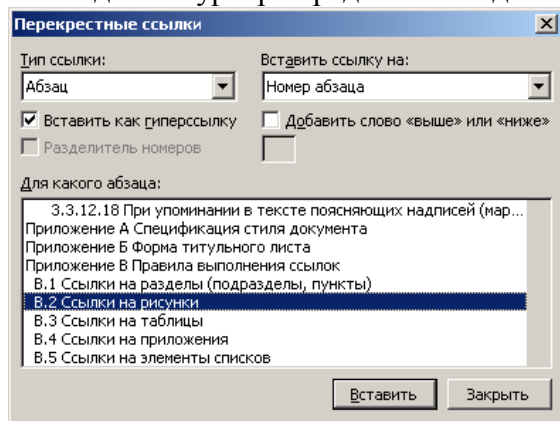 Перекрестные ссылки
Тип ссылки:
Вставить ссылку на:
Абзац
Номер абзаца
Вставить как гиперссылку
Добавить слово «выше» или «ниже»
Разделитель номеров
Для какого абзаца:
3.3.12.18 При упоминании в тексте поясняющих надписей (мар...
Приложение А Спецификация стиля документа
Приложение Б Форма титульного листа
Приложение В Правила выполнения ссылок
В.1 Ссылки на разделы (подразделы, пункты)
В.2 Ссылки на рисунки
В.3 Ссылки на таблицы
В.4 Ссылки на приложения
В.5 Ссылки на элементы списков
Вставить
Закрыть